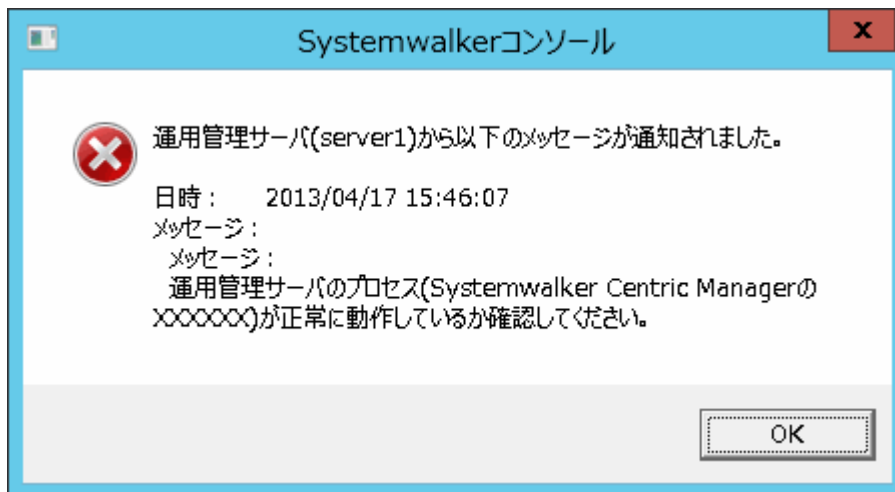 Systemwalkerコンソール
x
運用管理サーバ(server1)から以下のメッセージが通知されました。
日時： 2013/04/17 15:46:07
メッセージ：
メッセージ：
運用管理サーバのプロセス(Systemwalker Centric Managerの
XXXXXXX)が正常に動作しているか確認してください。
OK